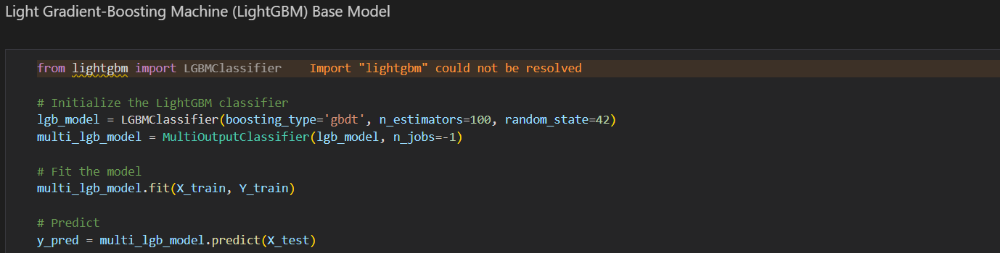 Light Gradient-Boosting Machine (LightGBM) Base Model
from lightgbm import LGBMClassifier    Import "lightgbm" could not be resolved
# Initialize the LightGBM classifier
lgb_model = LGBMClassifier(boosting_type='gbdt', n_estimators=100, random_state=42)
multi_lgb_model = MultiOutputClassifier(lgb_model, n_jobs=-1)
# Fit the model
multi_lgb_model.fit(X_train, Y_train)
# Predict
y_pred = multi_lgb_model.predict(X_test)